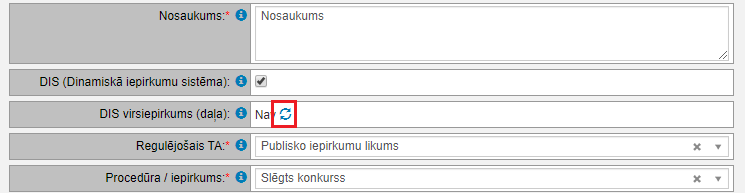 Nosaukums:* Nosaukums
DIS (Dinamiskā iepirkumu sistēma):
DIS virsiepirkums (daļa): Nav
Regulējošais TA:* Publisko iepirkumu likums
Procedūra / iepirkums:* Slēgts konkurss